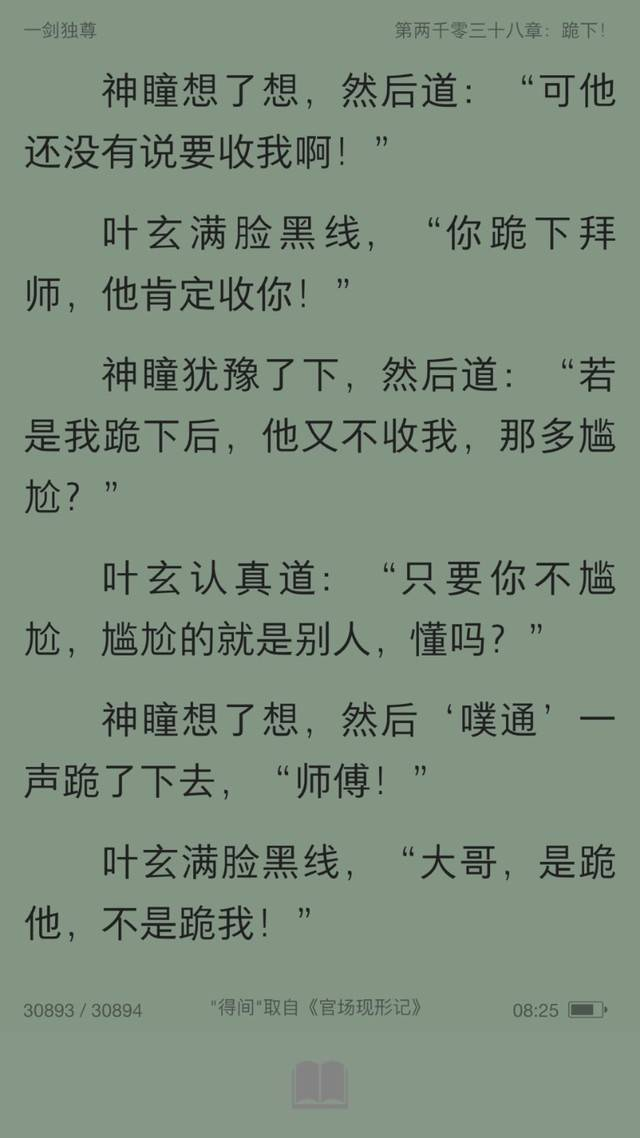 一剑独尊
第两千零三十八章：跪下！
神瞳想了想，然后道：“可他
还没有说要收我啊！”
叶玄满脸黑线，“你跪下拜
师，他肯定收你！”
神瞳犹豫了下，然后道：“若
是我跪下后，他又不收我，那多尴
尬？”
叶玄认真道：“只要你不尴
尬，尴尬的就是别人，懂吗？”
神瞳想了想，然后‘噗通’一
声跪了下去，“师傅！”
叶玄满脸黑线，“大哥，是跪
他，不是跪我！”
30893 / 30894
"得间"取自《官场现形记》
08:25